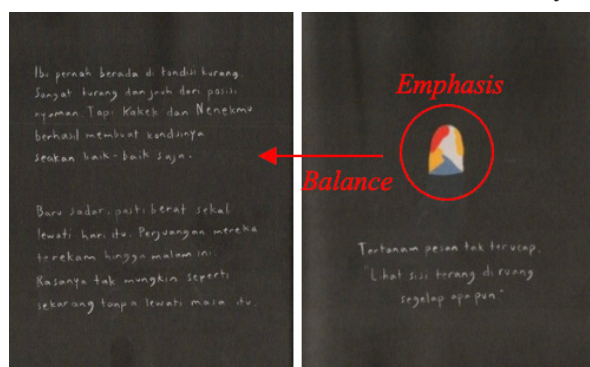 Ibu pernah berada di kondisi kurang.
Sangat kurang dan jauh dari posisi
nyaman. Tapi Kakek dan Nenekmu
berhasil membuat kondisinya
seakan baik-baik saja.
Baru sadar, pasti berat sekali
lewati hari itu. Perjuangan mereka
terekam hingga malam ini.
Rasanya tak mungkin seperti
sekarang tanpa lewati masa itu.
Emphasis
Balance
Tertanam pesan tak terucap,
"Lihat sisi terang di ruang
segelap apa pun"